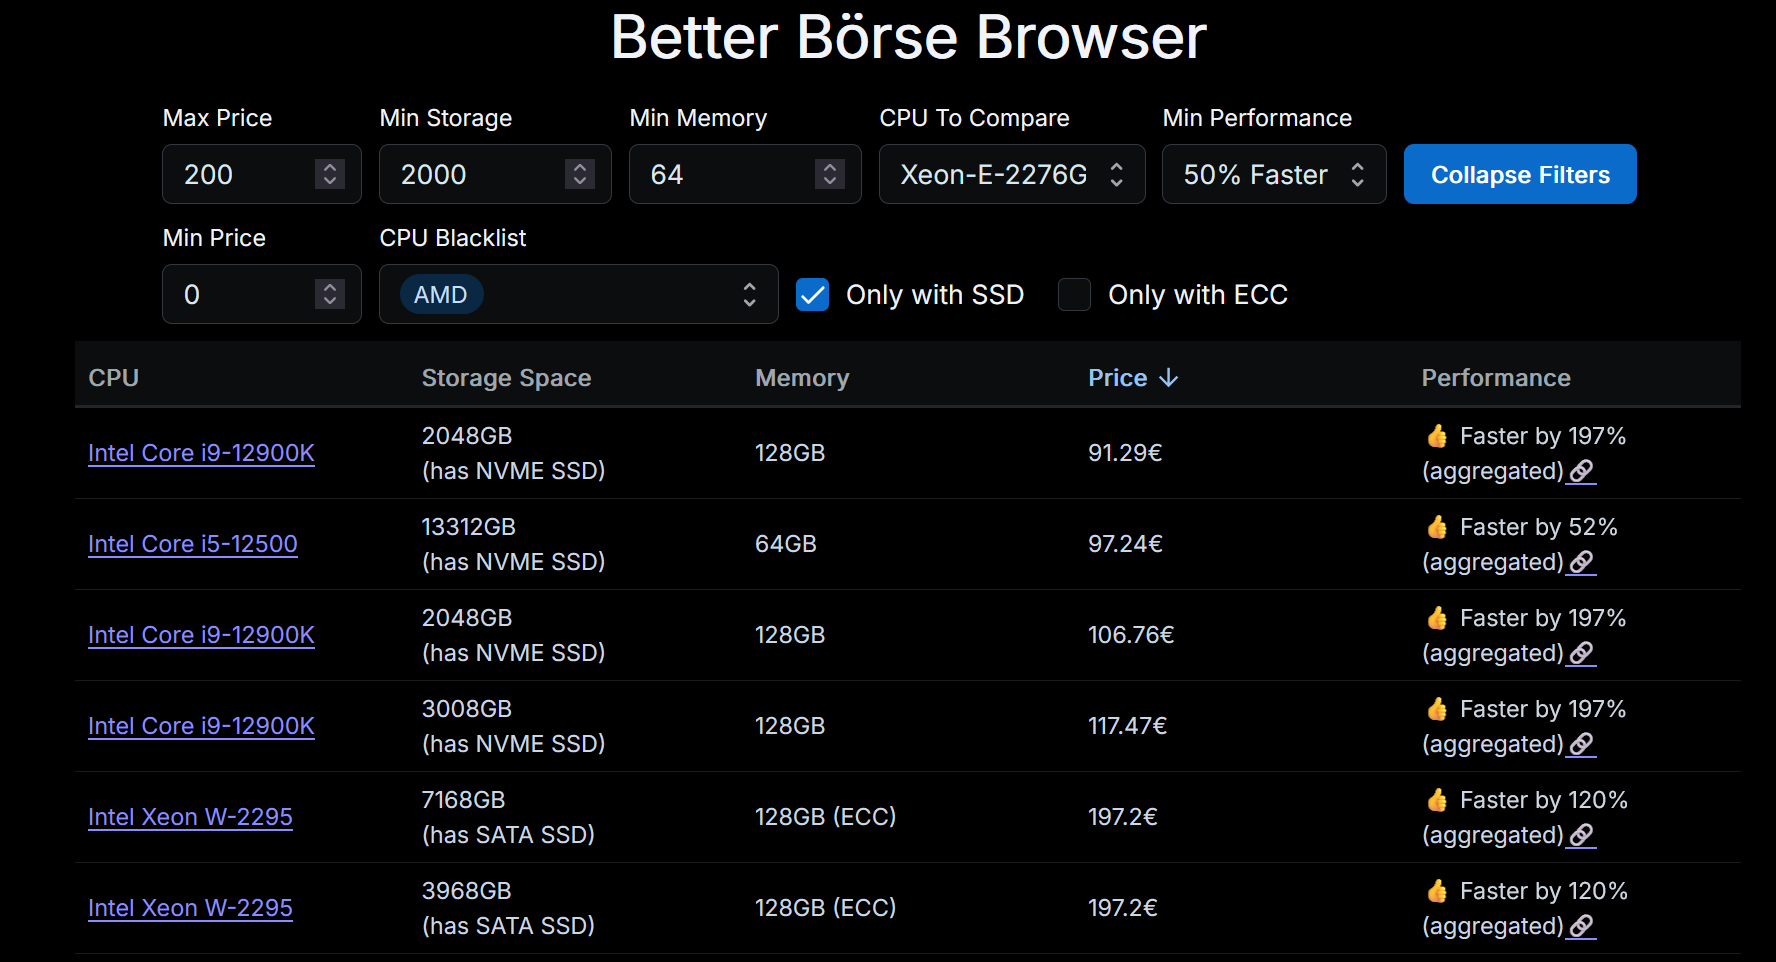 Better Börse Browser
Max Price Min Storage Min Memory CPU To Compare Min Performance
200 2000 64 Xeon-E-2276G 50% Faster Collapse Filters
Min Price CPU Blacklist
0 AMD Only with SSD Only with ECC
CPU Storage Space Memory Price ↓ Performance
Intel Core i9-12900K 2048GB (has NVME SSD) 128GB 91.29€ 👍 Faster by 197% (aggregated) 🔗
Intel Core i5-12500 13312GB (has NVME SSD) 64GB 97.24€ 👍 Faster by 52% (aggregated) 🔗
Intel Core i9-12900K 2048GB (has NVME SSD) 128GB 106.76€ 👍 Faster by 197% (aggregated) 🔗
Intel Core i9-12900K 3008GB (has NVME SSD) 128GB 117.47€ 👍 Faster by 197% (aggregated) 🔗
Intel Xeon W-2295 7168GB (has SATA SSD) 128GB (ECC) 197.2€ 👍 Faster by 120% (aggregated) 🔗
Intel Xeon W-2295 3968GB (has SATA SSD) 128GB (ECC) 197.2€ 👍 Faster by 120% (aggregated) 🔗